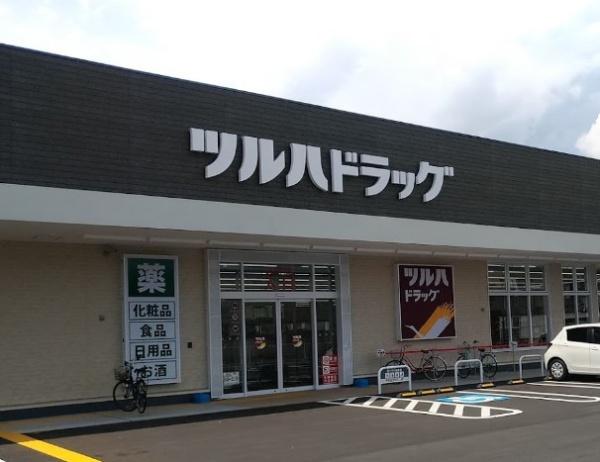 ツルハドラッグ
薬
化粧品
食品
日用品
お酒
ツルハ
ドラッグ